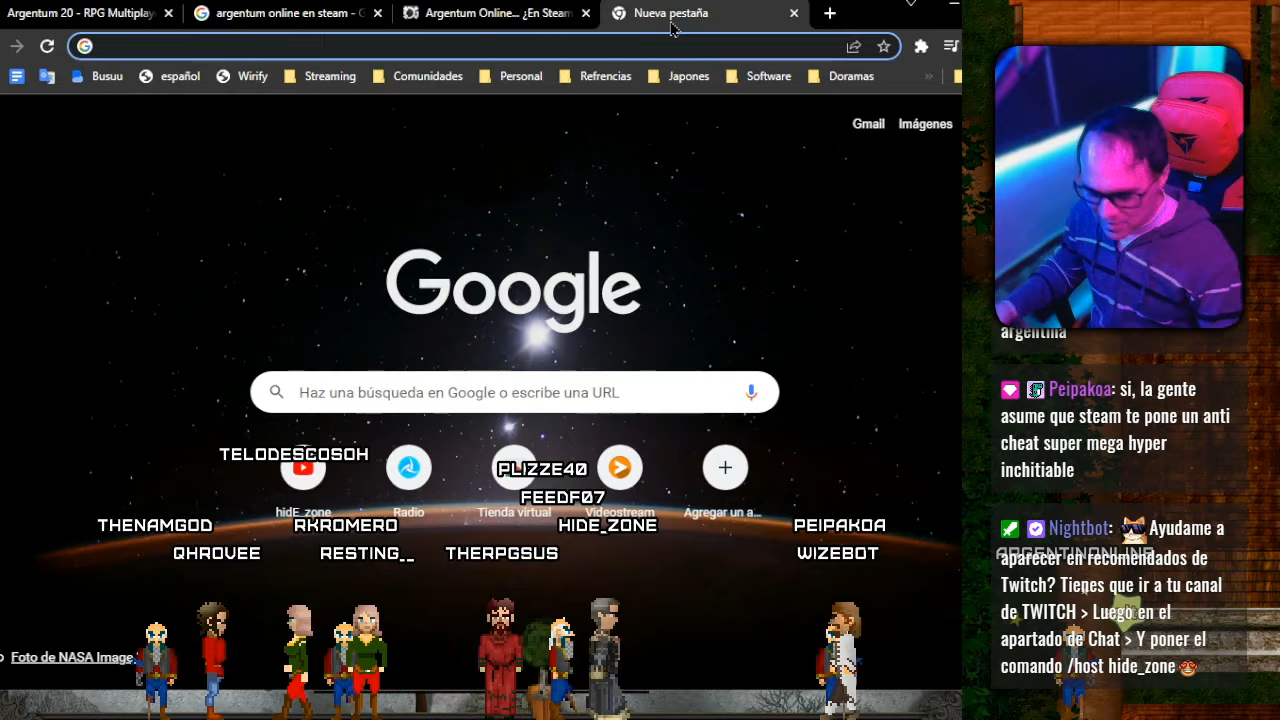 Argentum 20 - RPG Multiplay
argentum online en steam - G
Argentum Online... ¿En Steam
Nueva pestaña
Busuu
español
Wirify
Streaming
Comunidades
Personal
Refrencias
Japones
Software
Doramas
Gmail
Imágenes
Google
Haz una búsqueda en Google o escribe una URL
TELODESCOSOH
PLIZZE40
FEEDF07
hidE_zone
Radio
Tienda virtual
Videostream
Agregar un a...
THENAMGOD
RKROMERO
HIDE_ZONE
PEIPAKOA
QHROVEE
RESTING__
THERPGSUS
WIZEBOT
Foto de NASA Image
argentina
Peipakoa: si, la gente
asume que steam te pone un anti
cheat super mega hyper
inchitiable
Nightbot: Ayudame a
ARGENTINONLINE
aparecer en recomendados de
Twitch? Tienes que ir a tu canal
de TWITCH > Luego en el
apartado de Chat > Y poner el
comando /host hide_zone